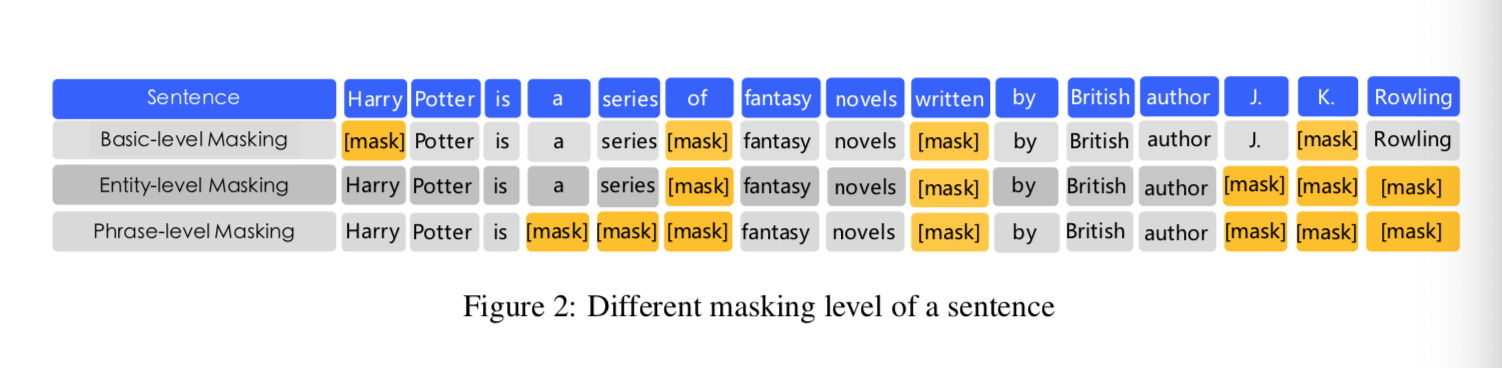 Sentence Harry Potter is a series of fantasy novels written by British author J. K. Rowling
Basic-level Masking [mask] Potter is a series [mask] fantasy novels [mask] by British author J. [mask] Rowling
Entity-level Masking Harry Potter is a series [mask] fantasy novels [mask] by British author [mask] [mask] [mask]
Phrase-level Masking Harry Potter is [mask] [mask] [mask] fantasy novels [mask] by British author [mask] [mask] [mask]
Figure 2: Different masking level of a sentence